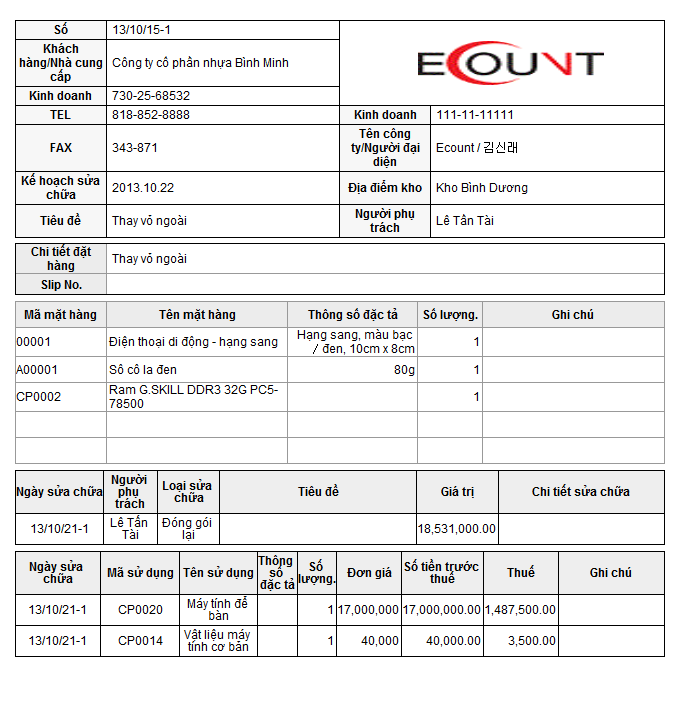 Số 13/10/15-1
Khách hàng/Nhà cung cấp Công ty cổ phần nhựa Bình Minh
Kinh doanh 730-25-68532
ECOUNT
TEL 818-852-8888 Kinh doanh 111-11-11111
FAX 343-871 Tên công ty/Người đại diện Ecount / 김신래
Kế hoạch sửa chữa 2013.10.22 Địa điểm kho Kho Bình Dương
Tiêu đề Thay vỏ ngoài Người phụ trách Lê Tấn Tài
Chi tiết đặt hàng Thay vỏ ngoài
Slip No.
Mã mặt hàng Tên mặt hàng Thông số đặc tả Số lượng. Ghi chú
00001 Điện thoại di động - hạng sang Hạng sang, màu bạc / đen, 10cm x 8cm 1
A00001 Sô cô la đen 80g 1
CP0002 Ram G.SKILL DDR3 32G PC5-78500 1
Ngày sửa chữa Người phụ trách Loại sửa chữa Tiêu đề Giá trị Chi tiết sửa chữa
13/10/21-1 Lê Tấn Tài Đóng gói lại 18,531,000.00
Ngày sửa chữa Mã sử dụng Tên sử dụng Thông số đặc tả Số lượng. Đơn giá Số tiền trước thuế Thuế Ghi chú
13/10/21-1 CP0020 Máy tính để bàn 1 17,000,000 17,000,000.00 1,487,500.00
13/10/21-1 CP0014 Vật liệu máy tính cơ bản 1 40,000 40,000.00 3,500.00